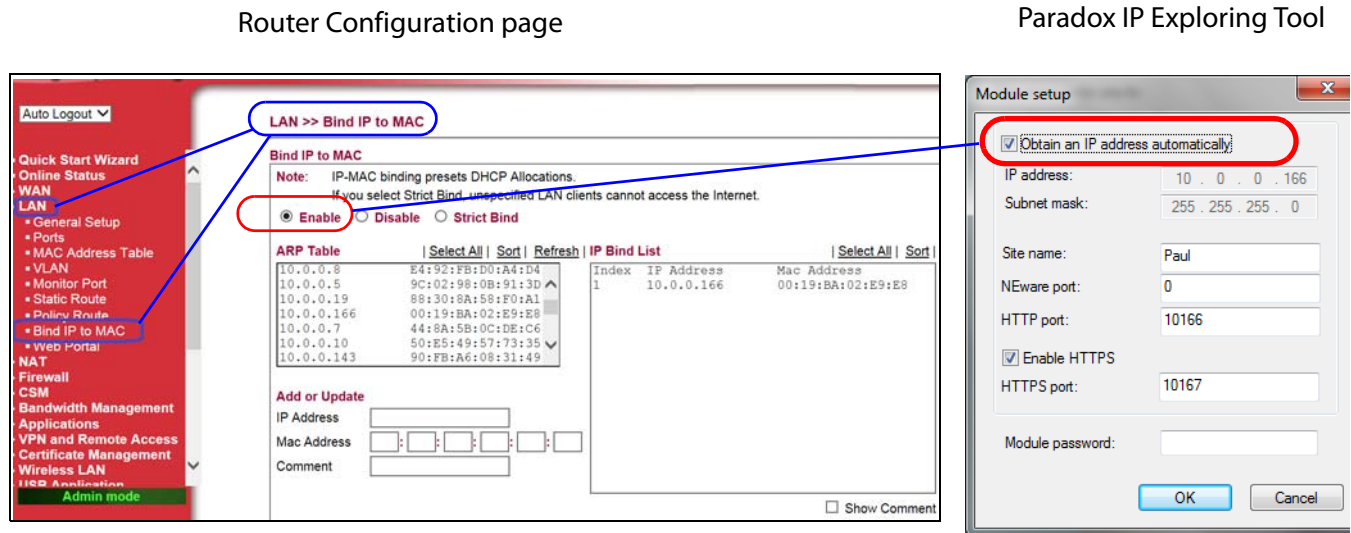 Router Configuration page
Paradox IP Exploring Tool
Auto Logout
Quick Start Wizard
Online Status
WAN
LAN
General Setup
Ports
MAC Address Table
VLAN
Monitor Port
Static Route
Policy Route
Bind IP to MAC
Web Portal
NAT
Firewall
CSM
Bandwidth Management
Applications
VPN and Remote Access
Certificate Management
Wireless LAN
USB Application
Admin mode
LAN >> Bind IP to MAC
Bind IP to MAC
Note: IP-MAC binding presets DHCP Allocations.
If you select Strict Bind, unspecified LAN clients cannot access the Internet.
Enable Disable Strict Bind
ARP Table | Select All | Sort | Refresh |
10.0.0.8 E4:92:FB:D0:A4:D4
10.0.0.5 9C:02:98:0B:91:3D
10.0.0.19 88:30:8A:58:F0:A1
10.0.0.166 00:19:BA:02:E9:E8
10.0.0.7 44:8A:5B:0C:DE:C6
10.0.0.10 50:E5:49:57:73:35
10.0.0.143 90:FB:A6:08:31:49
IP Bind List | Select All | Sort |
Index IP Address Mac Address
1 10.0.0.166 00:19:BA:02:E9:E8
Add or Update
IP Address
Mac Address : : : : :
Comment
Show Comment
Module setup
Obtain an IP address automatically
IP address: 10 . 0 . 0 . 166
Subnet mask: 255 . 255 . 255 . 0
Site name: Paul
NEware port: 0
HTTP port: 10166
Enable HTTPS
HTTPS port: 10167
Module password:
OK Cancel